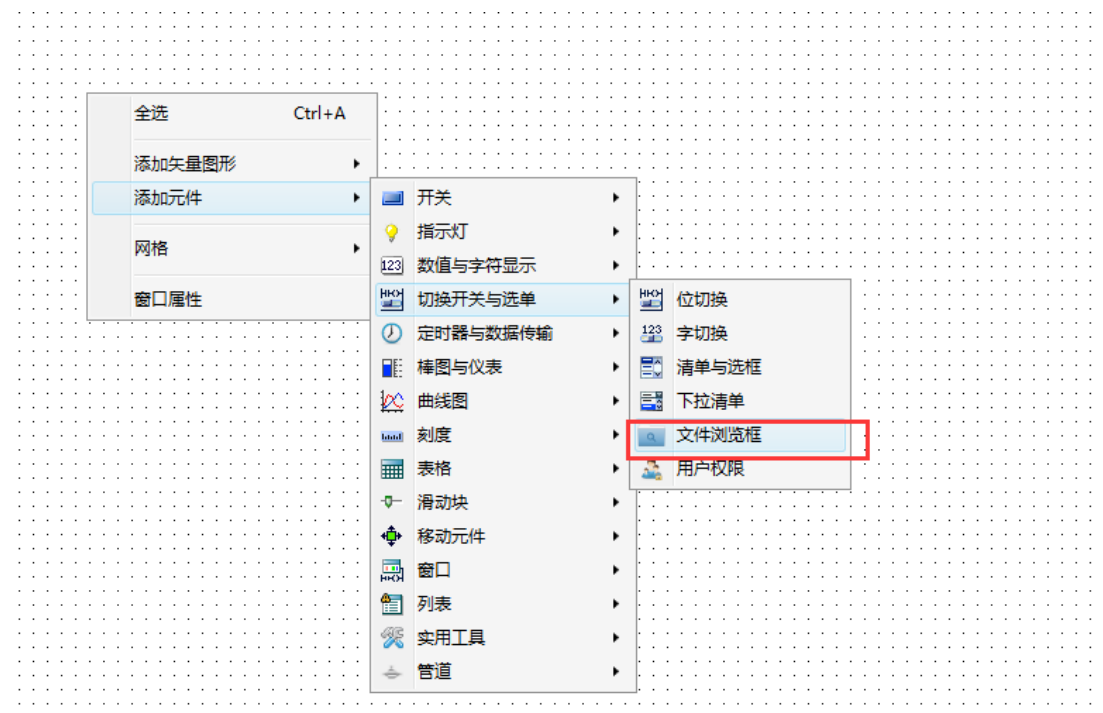 全选 Ctrl+A
添加矢量图形
添加元件
网格
窗口属性
开关
指示灯
123 数值与字符显示
切换开关与选单
定时器与数据传输
棒图与仪表
曲线图
刻度
表格
滑动块
移动元件
窗口
列表
实用工具
管道
位切换
123 字切换
清单与选框
下拉清单
文件浏览框
用户权限